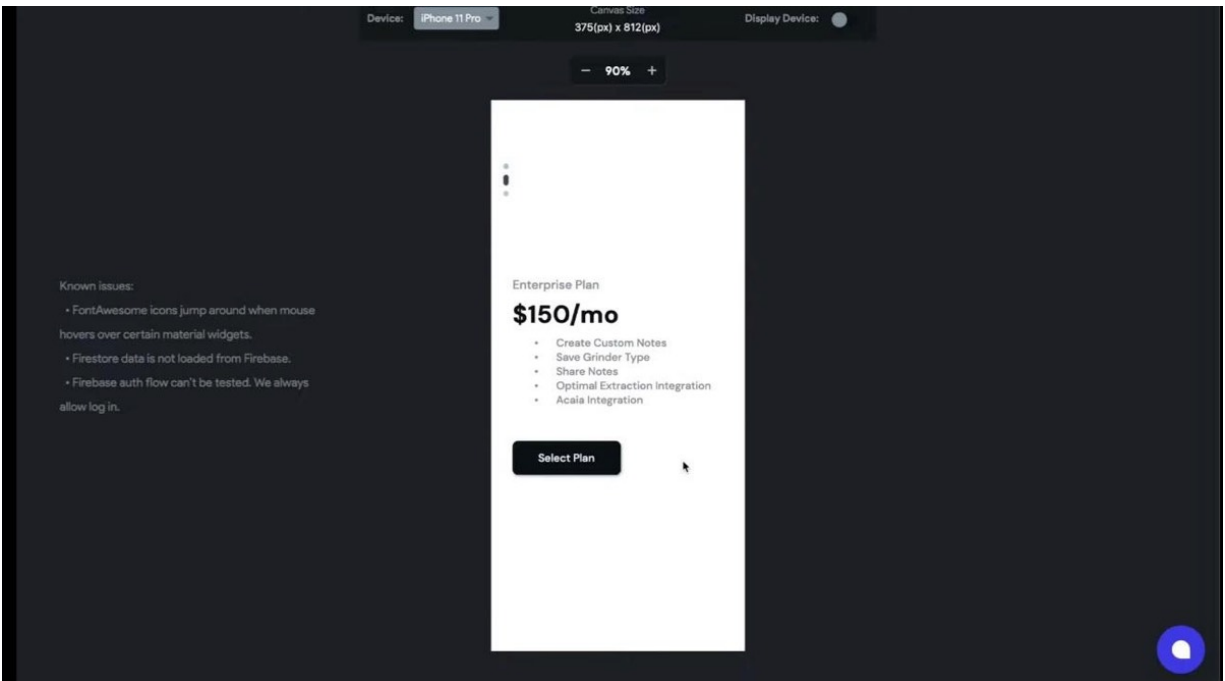 Device:
iPhone 11 Pro
Canvas Size
375(px) x 812(px)
Display Device:
− 90% +
Known issues:
• FontAwesome icons jump around when mouse
hovers over certain material widgets.
• Firestore data is not loaded from Firebase.
• Firebase auth flow can't be tested. We always
allow log in.
Enterprise Plan
$150/mo
• Create Custom Notes
• Save Grinder Type
• Share Notes
• Optimal Extraction Integration
• Acaia Integration
Select Plan